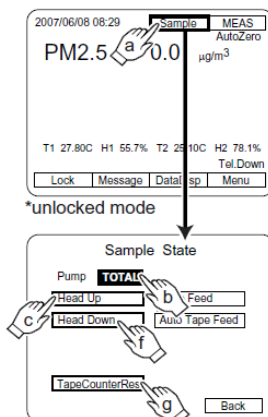 2007/06/08 08:29 Sample MEAS
AutoZero
PM2.5 0.0 µg/m3
a
T1 27.80C H1 55.7% T2 25.10C H2 78.1%
Tel.Down
Lock Message Data Menu
*unlocked mode
Sample State
Pump TOTAL
Head Up b Feed
c Head Down f Auto Tape Feed
TapeCounterRes
g Back